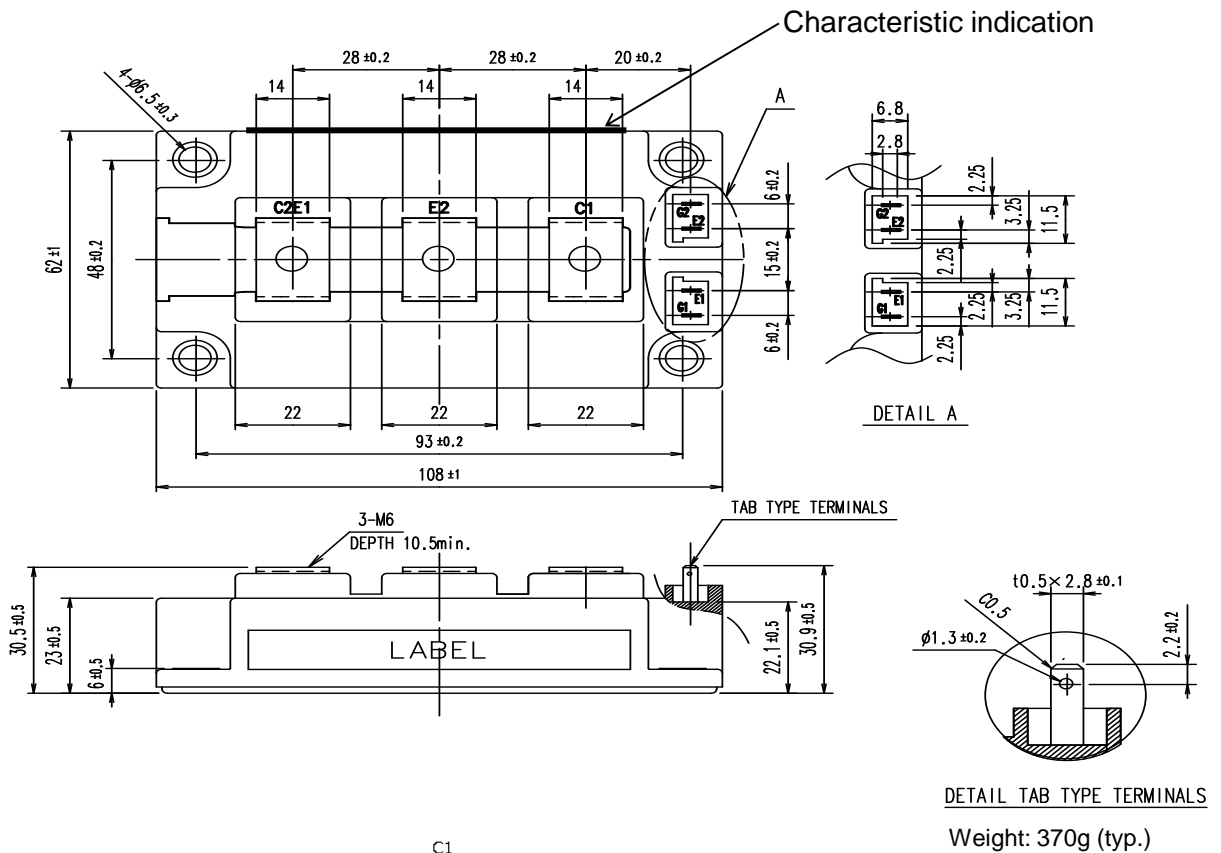 Characteristic indication
28 ±0.2
28 ±0.2
20 ±0.2
14
14
14
4-ø6.5 ±0.3
A
C2E1
E2
C1
G2
E2
E1
G1
62 ±1
48 ±0.2
6 ±0.2
15 ±0.2
6 ±0.2
22
22
22
93 ±0.2
108 ±1
6.8
2.8
G2
E2
E1
G1
2.25
3.25
11.5
2.25
2.25
3.25
11.5
2.25
DETAIL A
3-M6
DEPTH 10.5min.
TAB TYPE TERMINALS
30.5 ±0.5
23 ±0.5
6 ±0.5
LABEL
22.1 ±0.5
30.9 ±0.5
t0.5× 2.8 ±0.1
C0.5
ø1.3 ±0.2
2.2 ±0.2
DETAIL TAB TYPE TERMINALS
Weight: 370g (typ.)
C1